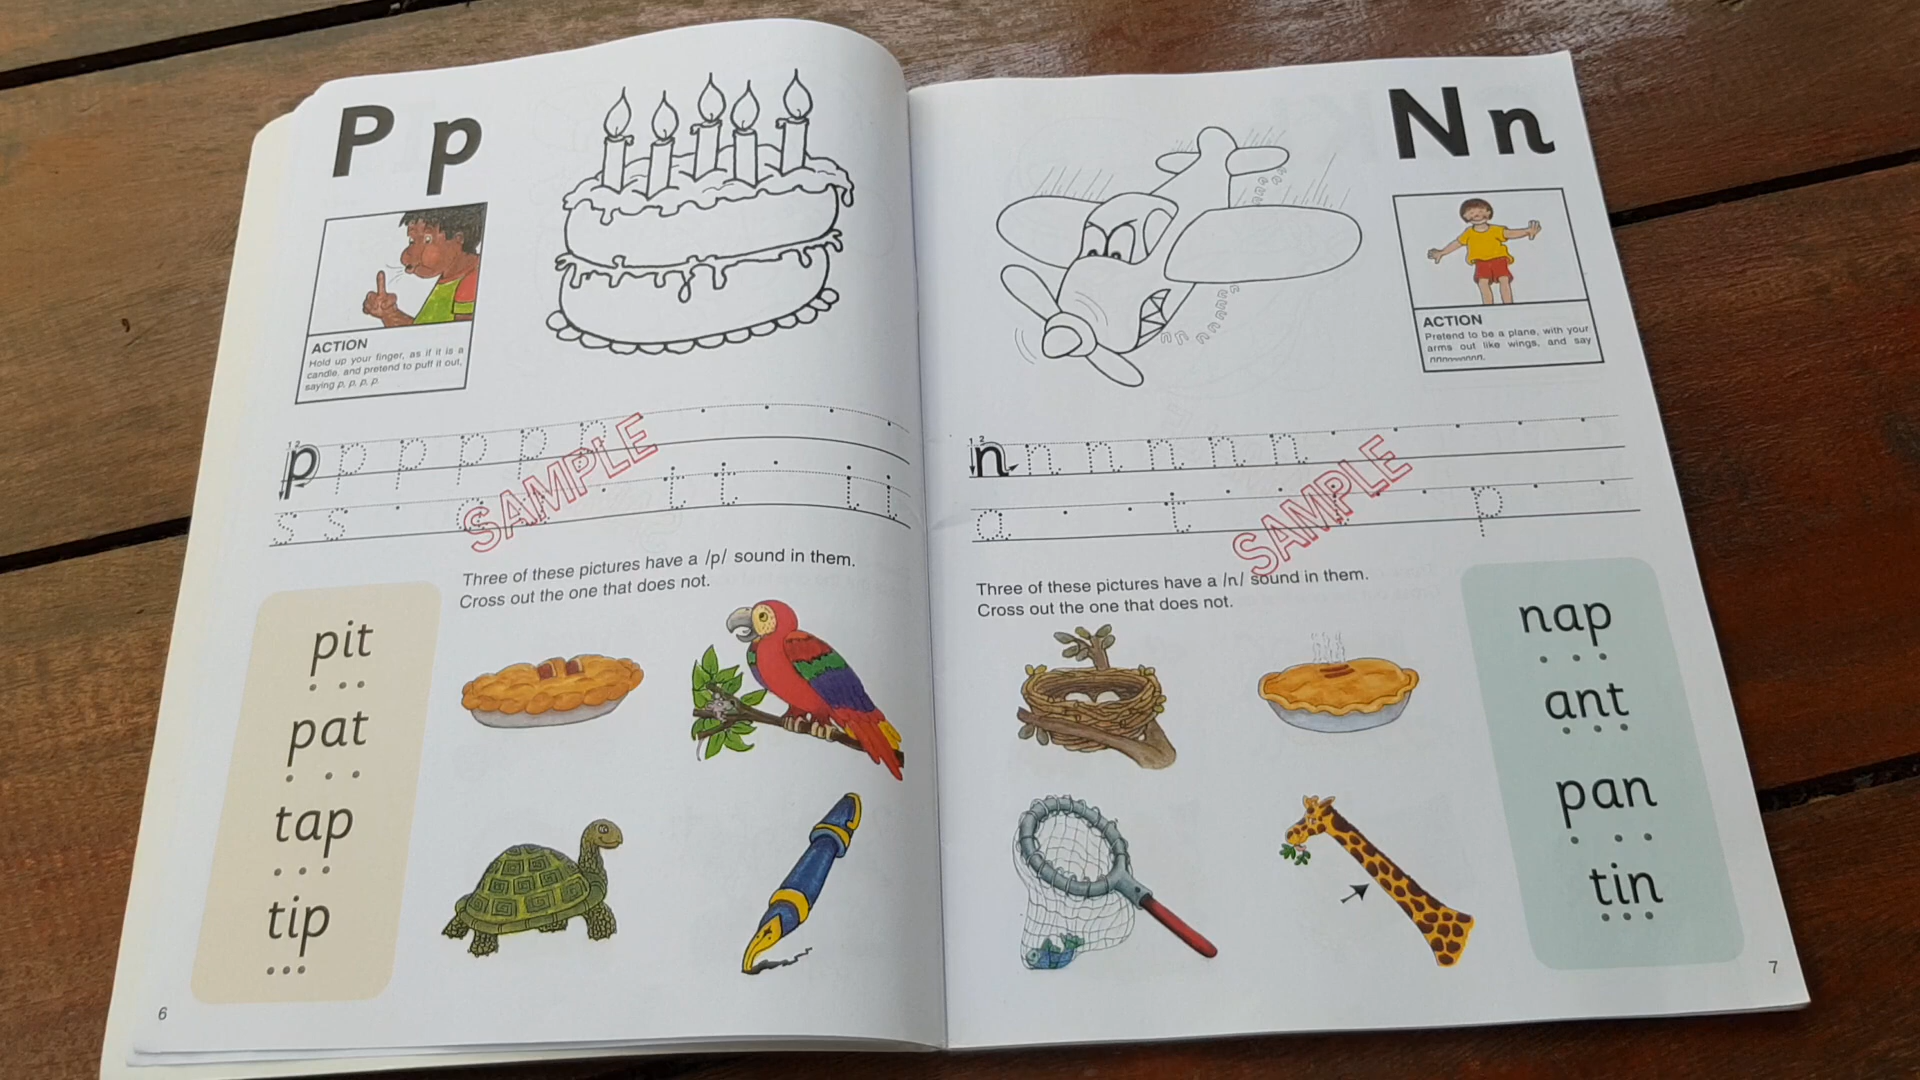 P p
ACTION
Hold up your finger, as if it is a
candle, and pretend to puff it out,
saying p, p, p, p.
p p p p p n
SAMPLE
s s a t t i i
Three of these pictures have a /p/ sound in them.
Cross out the one that does not.
pit
pat
tap
tip
6
N n
ACTION
Pretend to be a plane, with your
arms out like wings, and say
n n n n n n
SAMPLE
a t p
Three of these pictures have a /n/ sound in them.
Cross out the one that does not.
nap
ant
pan
tin
7